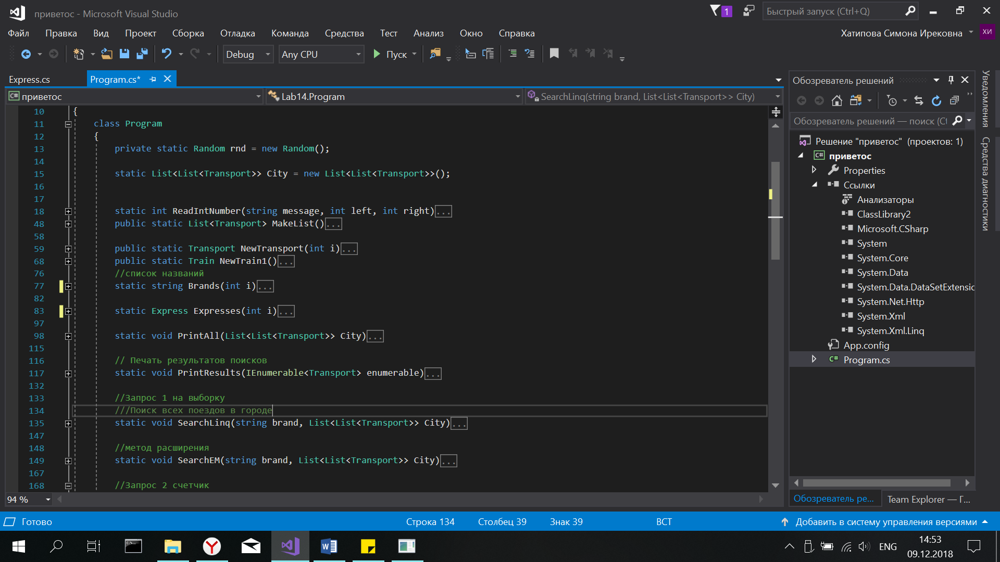 приветос - Microsoft Visual Studio
1
Быстрый запуск (Ctrl+Q)
Файл Правка Вид Проект Сборка Отладка Команда Средства Тест Анализ Окно Справка
Хатипова Симона Ирековна ХИ
Debug Any CPU Пуск
Express.cs Program.cs*
C# приветос Lab14.Program SearchLinq(string brand, List<List<Transport>> City)
10 {
11 class Program
12 {
13 private static Random rnd = new Random();
14
15 static List<List<Transport>> City = new List<List<Transport>>();
16
17
18 static int ReadIntNumber(string message, int left, int right)...
48 public static List<Transport> MakeList()...
58
59 public static Transport NewTransport(int i)...
68 public static Train NewTrain1()...
76 //список названий
77 static string Brands(int i)...
82
83 static Express Expresses(int i)...
97
98 static void PrintAll(List<List<Transport>> City)...
115
116 // Печать результатов поисков
117 static void PrintResults(IEnumerable<Transport> enumerable)...
132
133 //Запрос 1 на выборку
134 ///Поиск всех поездов в городе
135 static void SearchLinq(string brand, List<List<Transport>> City)...
147
148 //метод расширения
149 static void SearchEM(string brand, List<List<Transport>> City)...
167
168 //Запрос 2 счетчик
94 %
Обозреватель решений
Обозреватель решений — поиск (Ct
Решение "приветос" (проектов: 1)
C# приветос
Properties
Ссылки
Анализаторы
ClassLibrary2
Microsoft.CSharp
System
System.Core
System.Data
System.Data.DataSetExtensic
System.Net.Http
System.Xml
System.Xml.Linq
App.config
C# Program.cs
Обозреватель ре... Team Explorer — Г...
Уведомления
Средства диагностики
Готово Строка 134 Столбец 39 Знак 39 ВСТ Добавить в систему управления версиями
ENG
14:53
09.12.2018